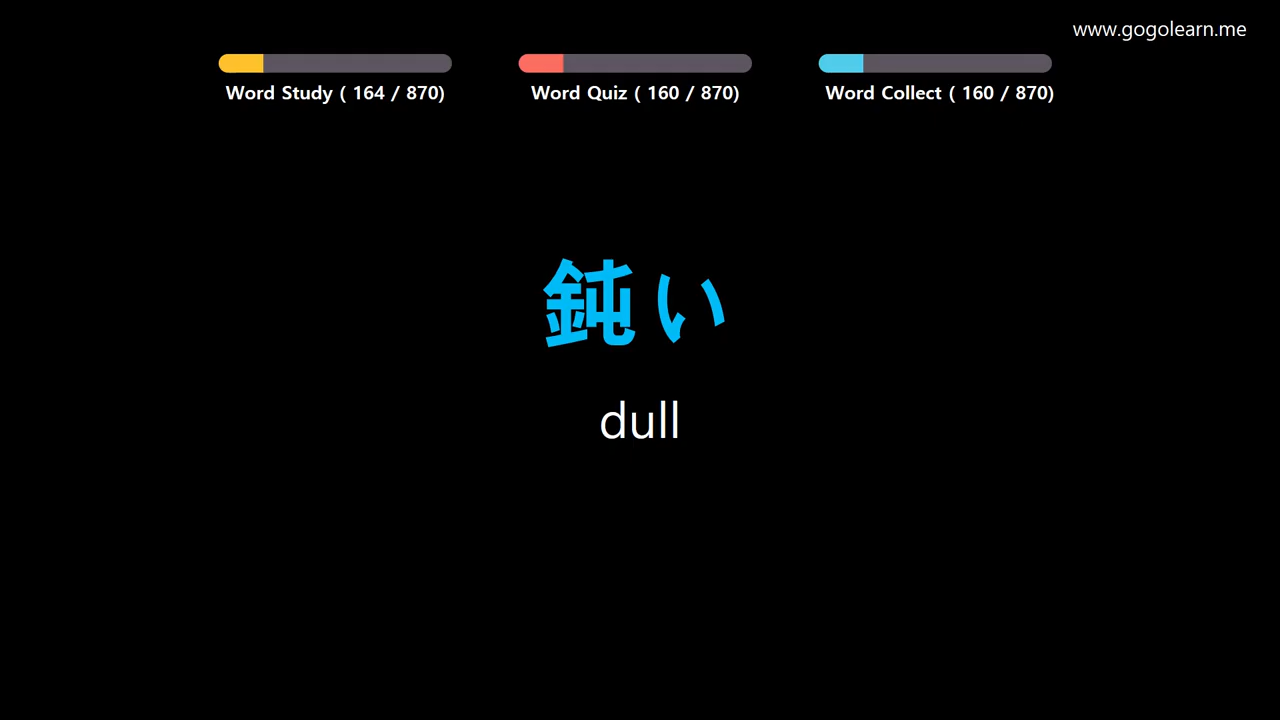 www.gogolearn.me
Word Study ( 164 / 870)
Word Quiz ( 160 / 870)
Word Collect ( 160 / 870)
鈍い
dull